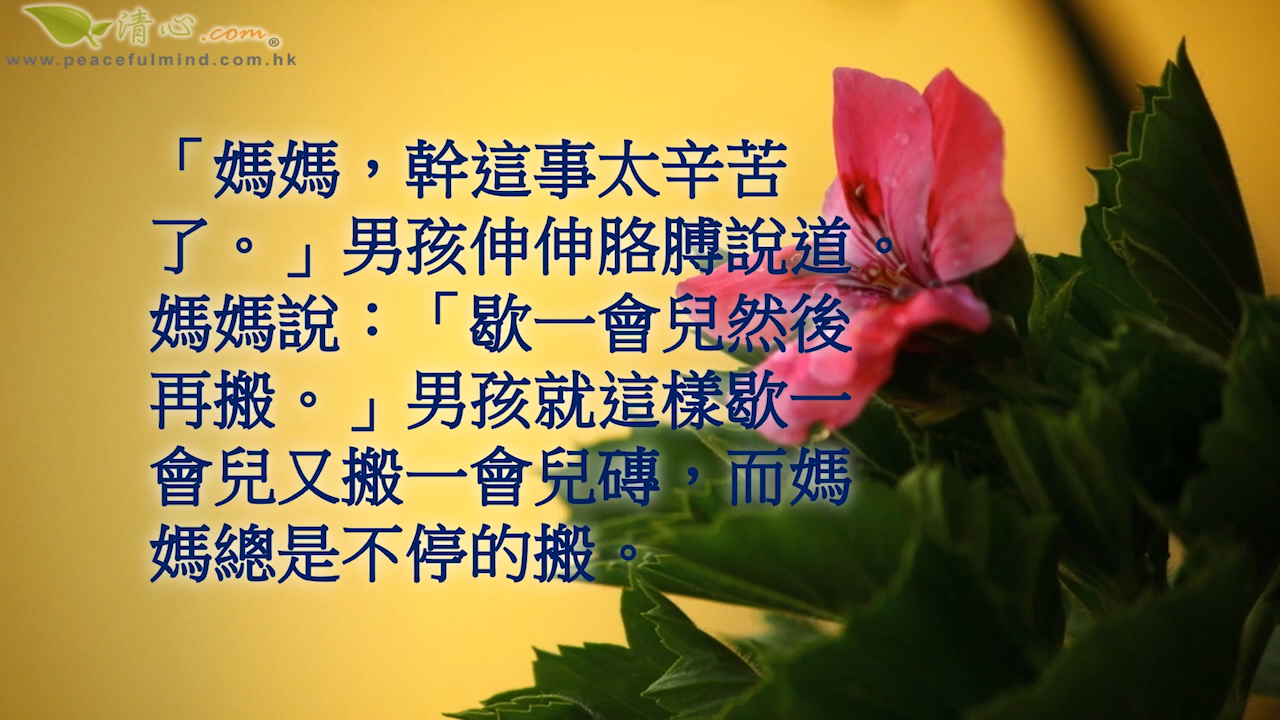 清心.com®
www.peacefulmind.com.hk
「媽媽，幹這事太辛苦
了。」男孩伸伸胳膊說道。
媽媽說：「歇一會兒然後
再搬。」男孩就這樣歇一
會兒又搬一會兒磚，而媽
媽總是不停的搬。